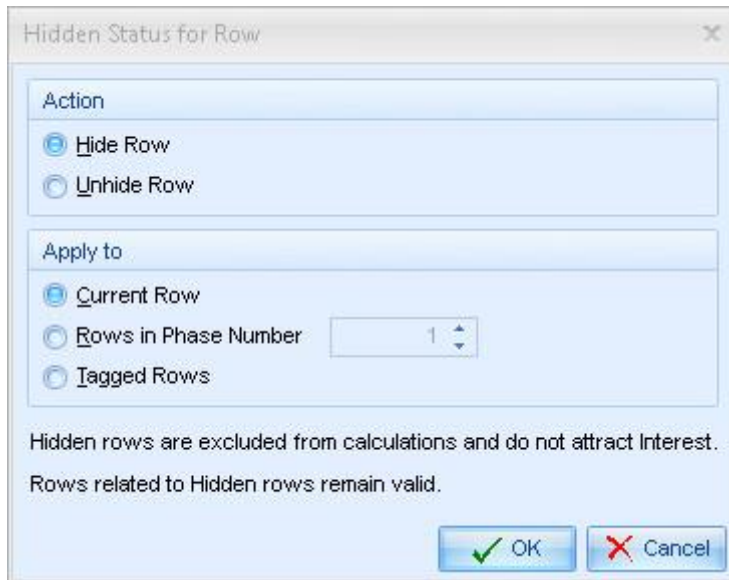 Hidden Status for Row
Action
Hide Row
Unhide Row
Apply to
Current Row
Rows in Phase Number 1
Tagged Rows
Hidden rows are excluded from calculations and do not attract Interest.
Rows related to Hidden rows remain valid.
OK Cancel